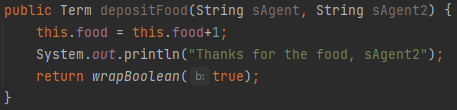 public Term depositFood(String sAgent, String sAgent2) {
    this.food = this.food+1;
    System.out.println("Thanks for the food, sAgent2");
    return wrapBoolean( b: true);
}